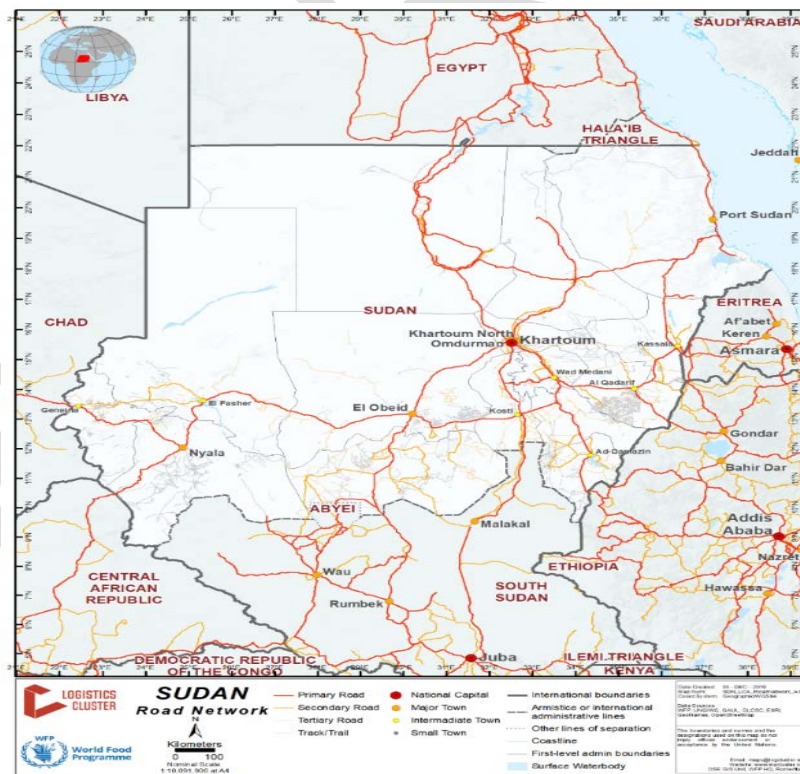 SAUDI ARABIA
EGYPT
LIBYA
HALA'IB
TRIANGLE
Jeddah
Port Sudan
SUDAN
CHAD
ERITREA
Af'abet
Keren
Asmara
Khartoum North
Omdurman
Khartoum
Kassala
Wad Medani
Al Qadarif
Geneina
El Fasher
El Obeid
Kosti
Gondar
Nyala
Ad-Damazin
Bahir Dar
ABYEI
Malakal
Addis
Ababa
Nazret
ETHIOPIA
Wau
CENTRAL
AFRICAN
REPUBLIC
SOUTH
SUDAN
Hawassa
Rumbek
Juba
ILEMI TRIANGLE
DEMOCRATIC REPUBLIC
OF THE CONGO
KENYA
LOGISTICS
CLUSTER
WFP
World Food
Programme
SUDAN
Road Network
N
Kilometers
0 100
Nominal Scale
Primary Road
Secondary Road
Tertiary Road
Track/Trail
National Capital
Major Town
Intermediate Town
Small Town
International boundaries
Armistice or International
administrative lines
Other lines of separation
Coastline
First-level admin boundaries
Surface Waterbody